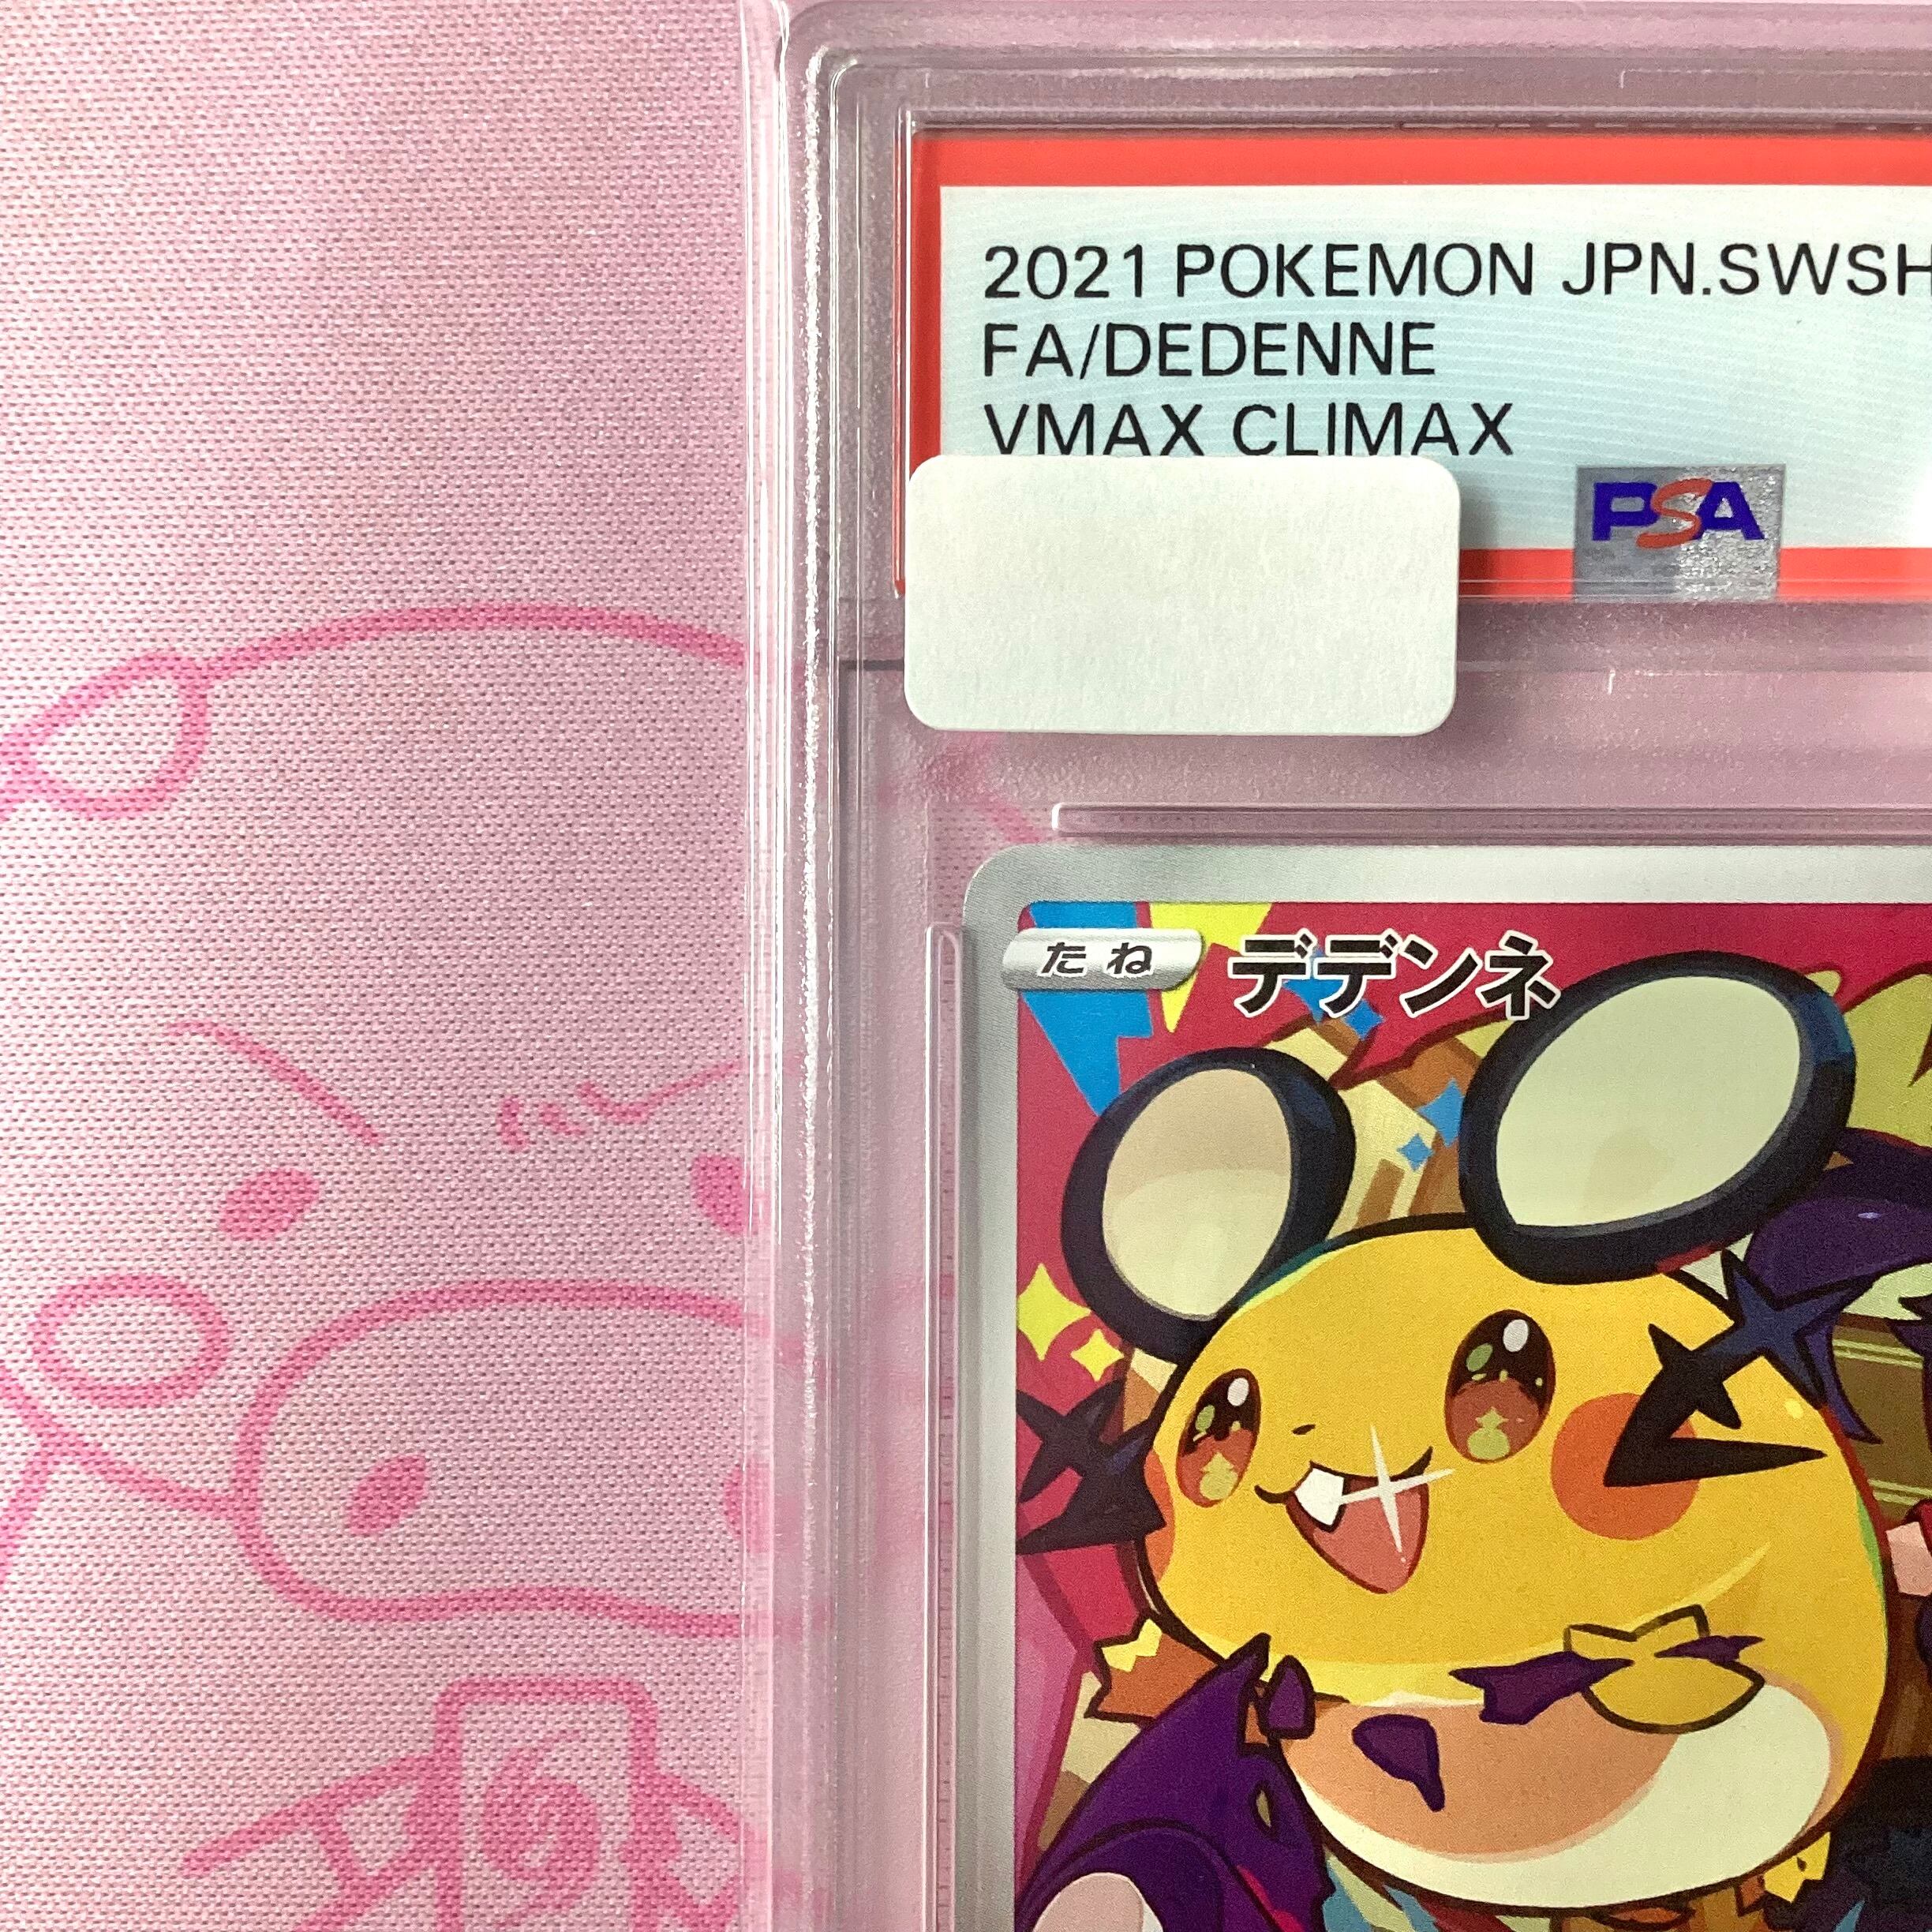 2021 POKEMON JPN.SWSH
FA/DEDENNE
VMAX CLIMAX
PSA
たね デデンネ